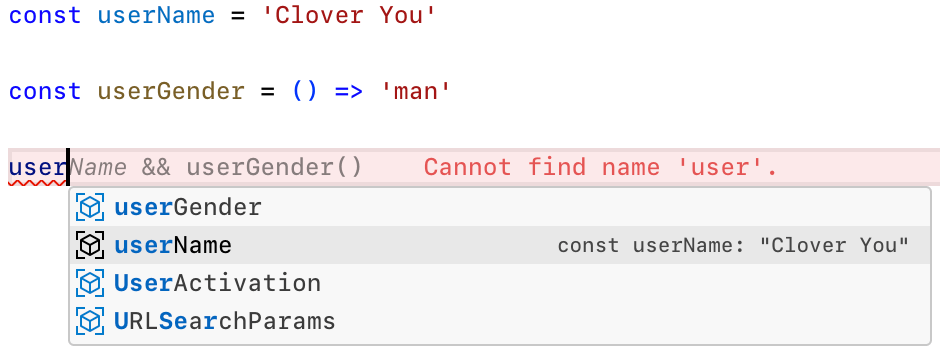 const userName = 'Clover You'
const userGender = () => 'man'
userName && userGender() Cannot find name 'user'.
userGender
userName const userName: "Clover You"
UserActivation
URLSearchParams